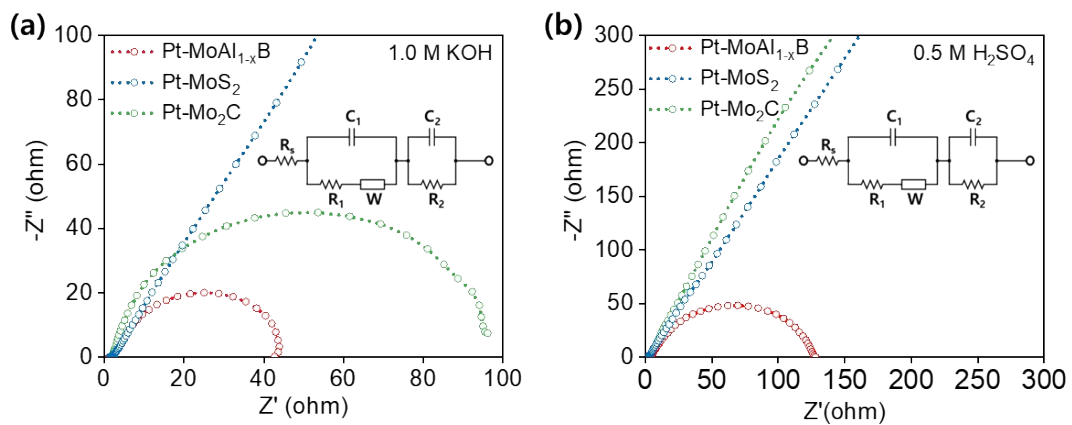 (a)
100
80
60
40
20
0
-Z" (ohm)
Pt-MoAl₁₋ₓB
Pt-MoS₂
Pt-Mo₂C
1.0 M KOH
Rₛ
C₁
R₁
W
C₂
R₂
0 20 40 60 80 100
Z' (ohm)
(b)
300
250
200
150
100
50
0
-Z" (ohm)
Pt-MoAl₁₋ₓB
Pt-MoS₂
Pt-Mo₂C
0.5 M H₂SO₄
Rₛ
C₁
R₁
W
C₂
R₂
0 50 100 150 200 250 300
Z'(ohm)